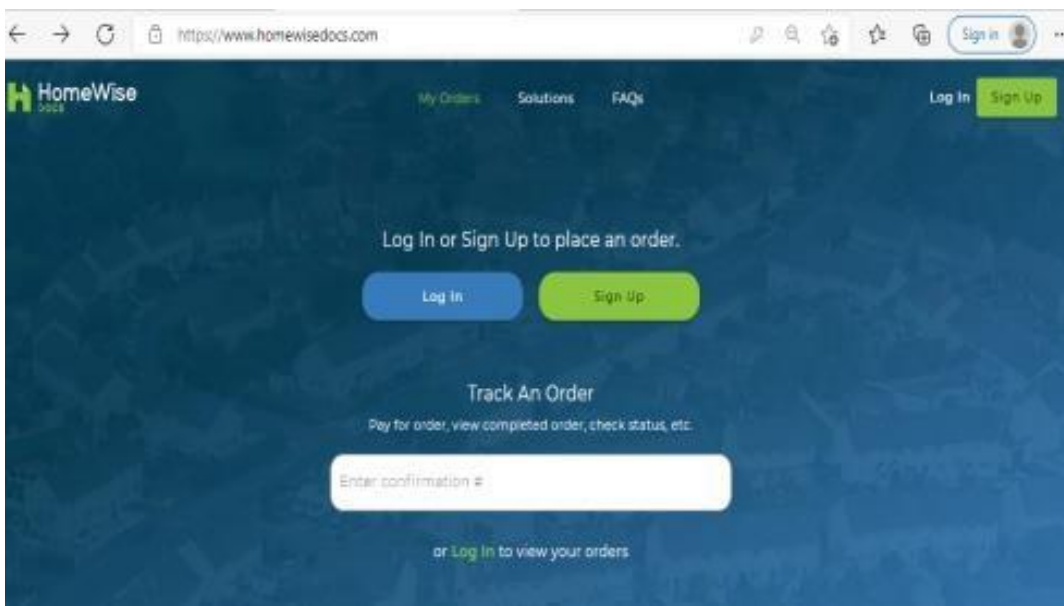 https://www.homewisedocs.com
Sign in
HomeWise
DOCS
My Orders Solutions FAQs
Log In Sign Up
Log In or Sign Up to place an order.
Log In Sign Up
Track An Order
Pay for order, view completed order, check status, etc.
Enter confirmation #
or Log In to view your orders